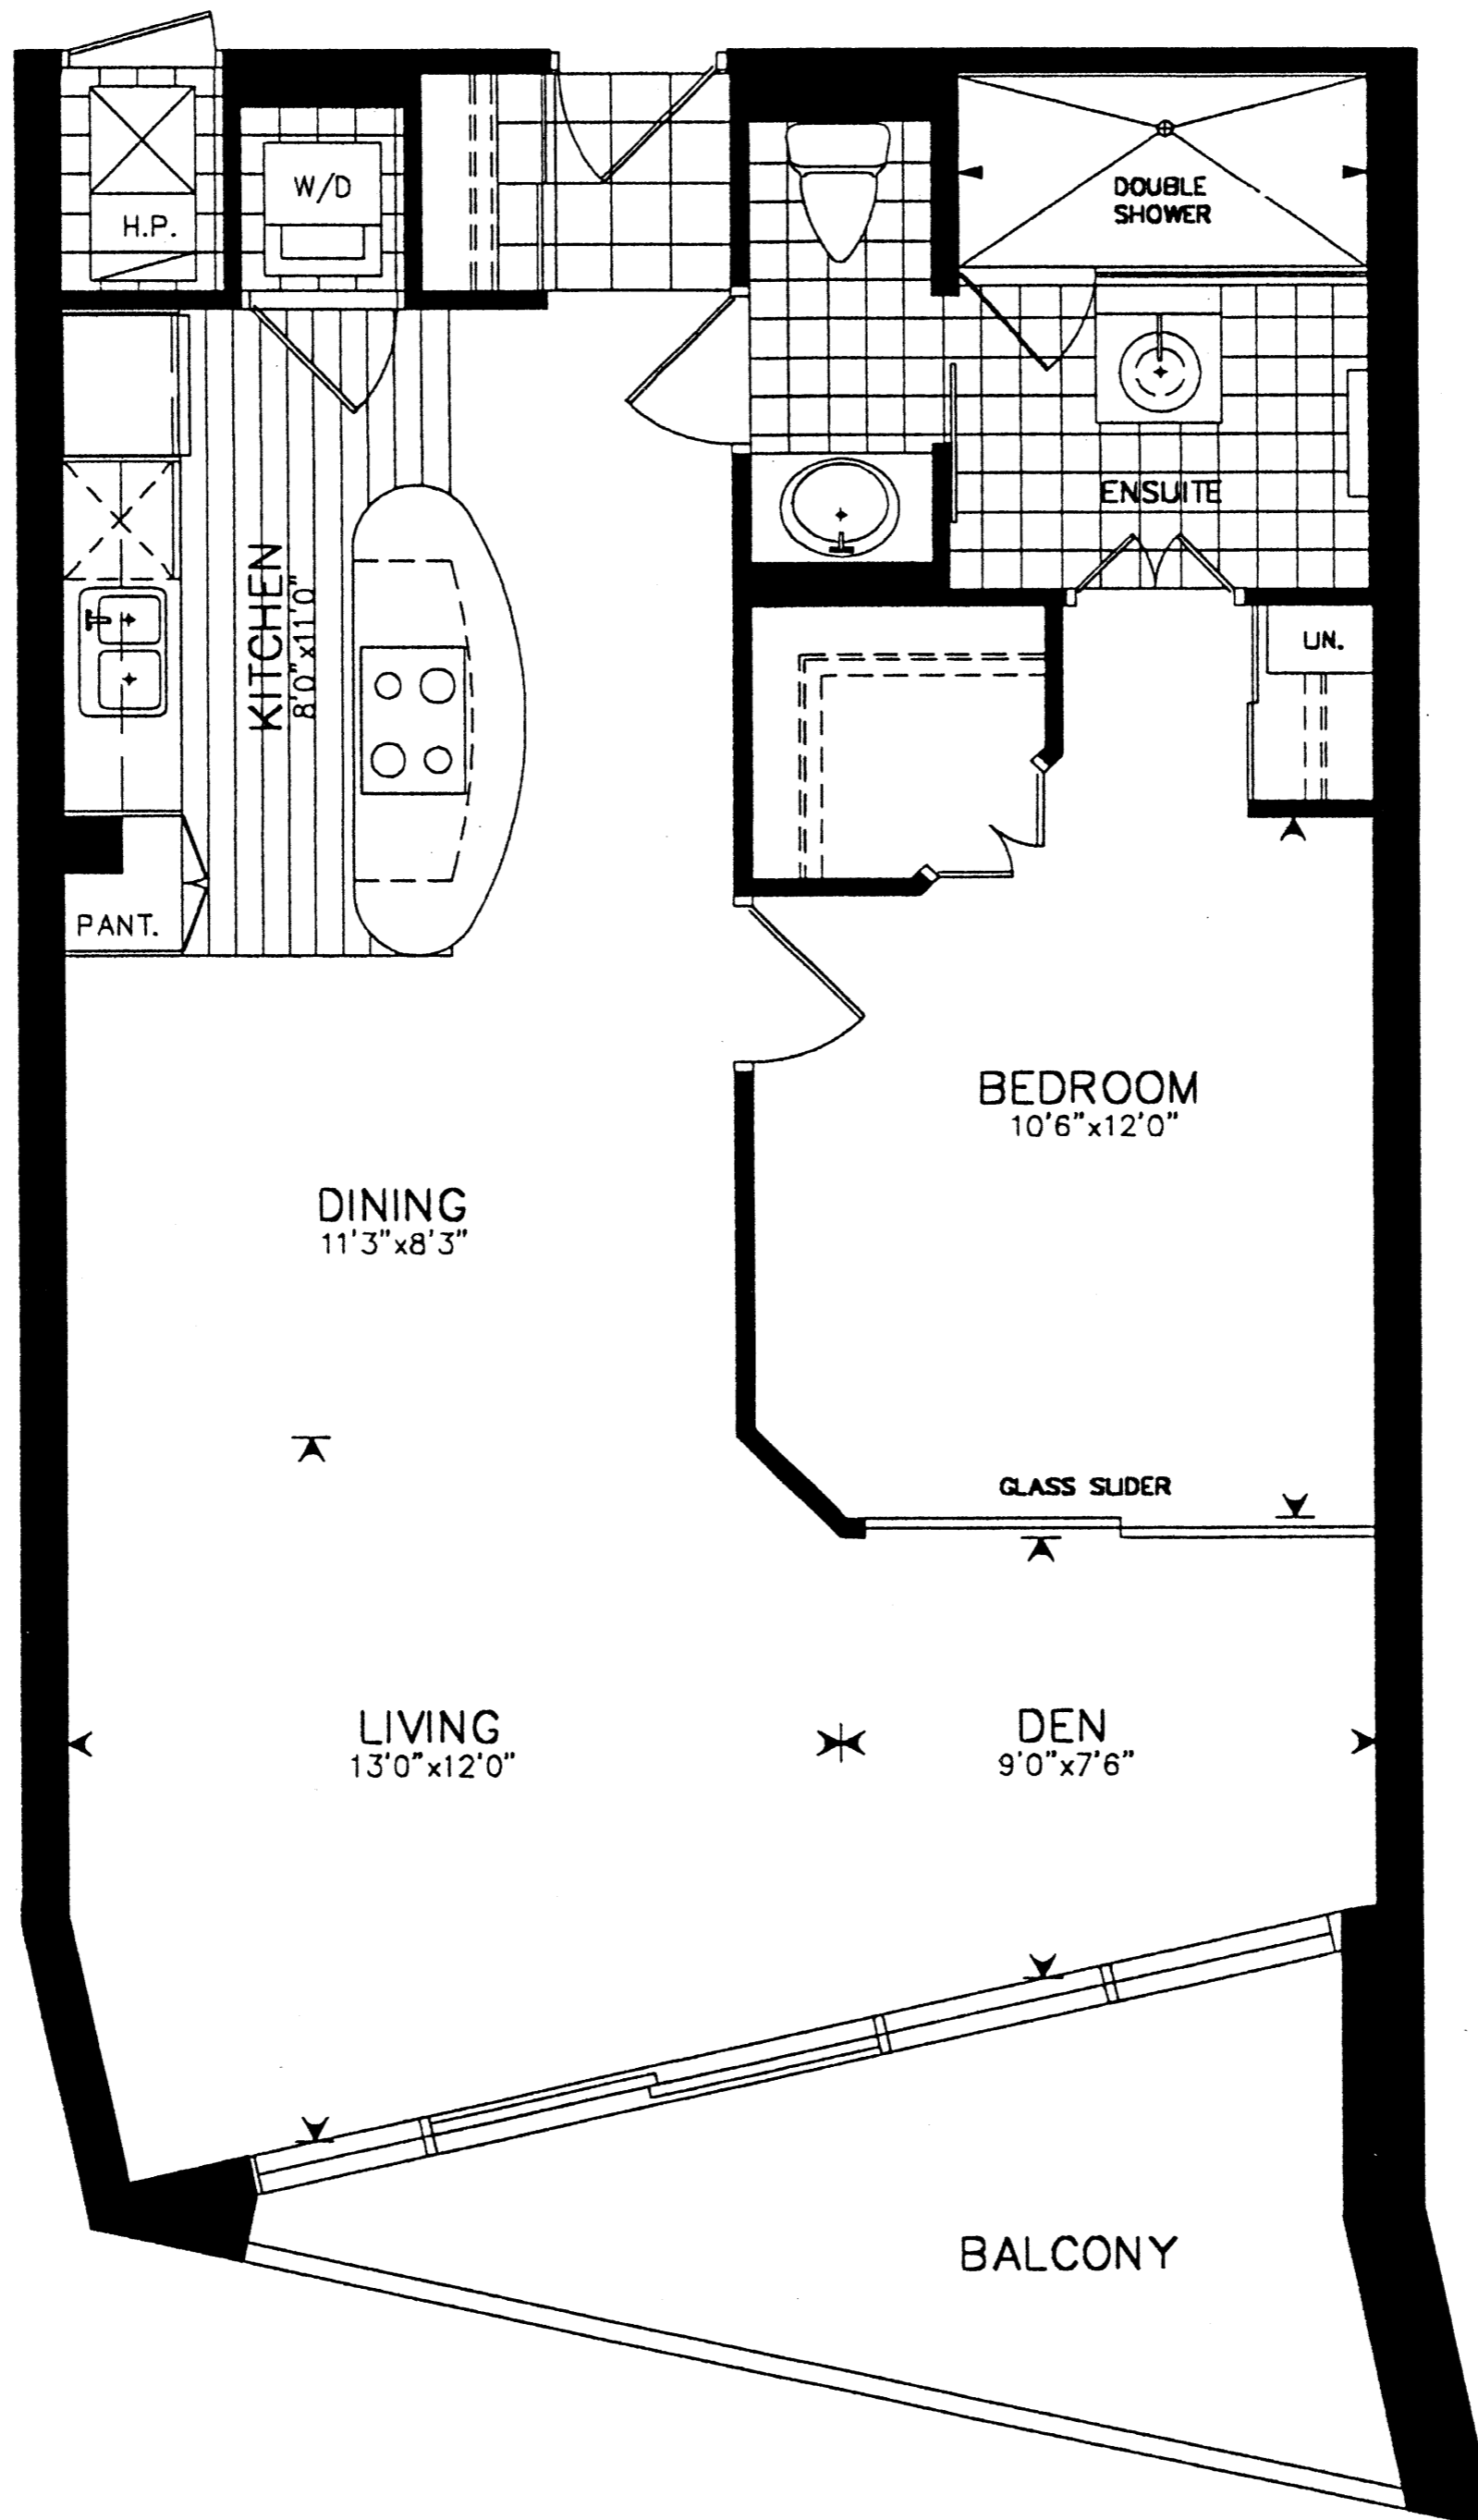 W/D
H.P.
DOUBLE
SHOWER
ENSUITE
KITCHEN
8'0"x11'0"
LIN.
PANT.
BEDROOM
10'6"x12'0"
DINING
11'3"x8'3"
GLASS SLIDER
LIVING
13'0"x12'0"
DEN
9'0"x7'6"
BALCONY